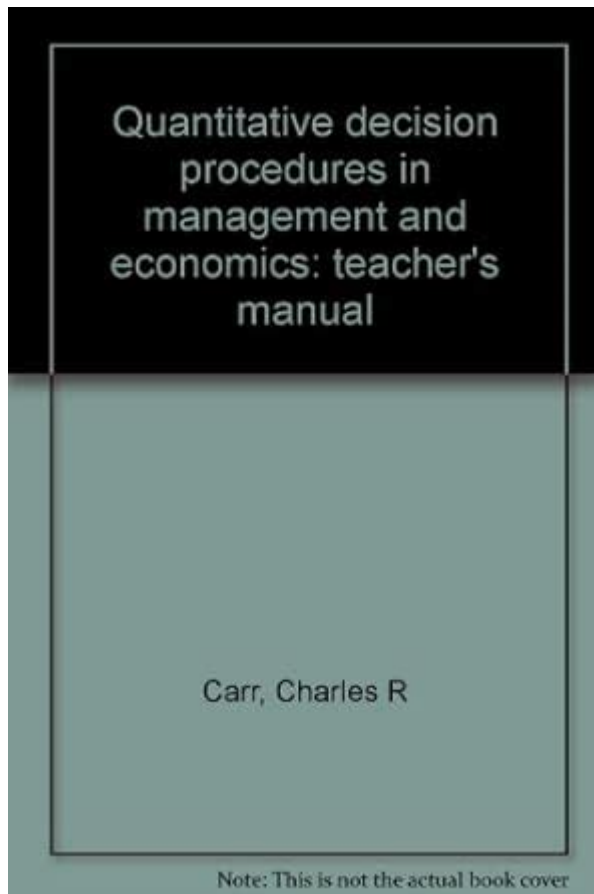 Quantitative decision
procedures in
management and
economics: teacher's
manual
Carr, Charles R
Note: This is not the actual book cover